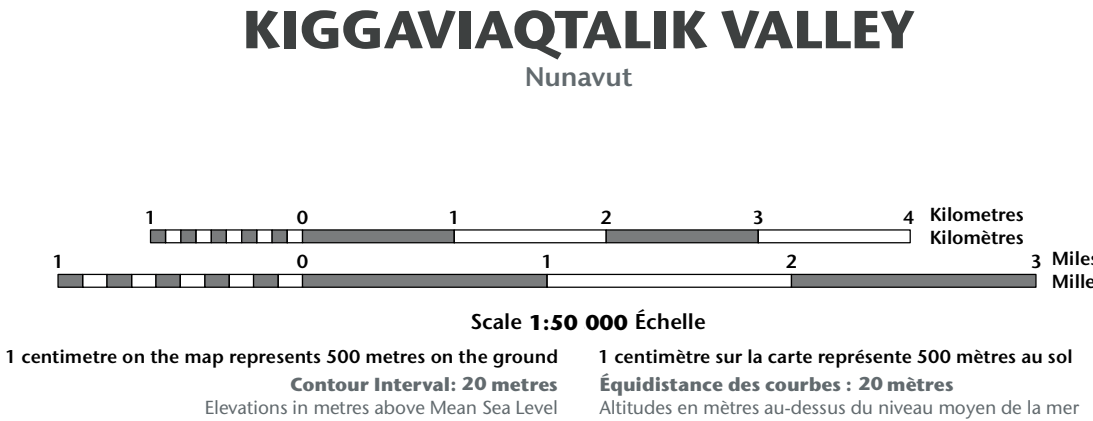 KIGGAVIAQTALIK VALLEY
Nunavut
1 0 1 2 3 4 Kilometres
Kilomètres
1 0 1 2 3 Miles
Mille
Scale 1:50 000 Échelle
1 centimetre on the map represents 500 metres on the ground 1 centimètre sur la carte représente 500 mètres au sol
Contour Interval: 20 metres Équidistance des courbes : 20 mètres
Elevations in metres above Mean Sea Level Altitudes en mètres au-dessus du niveau moyen de la mer